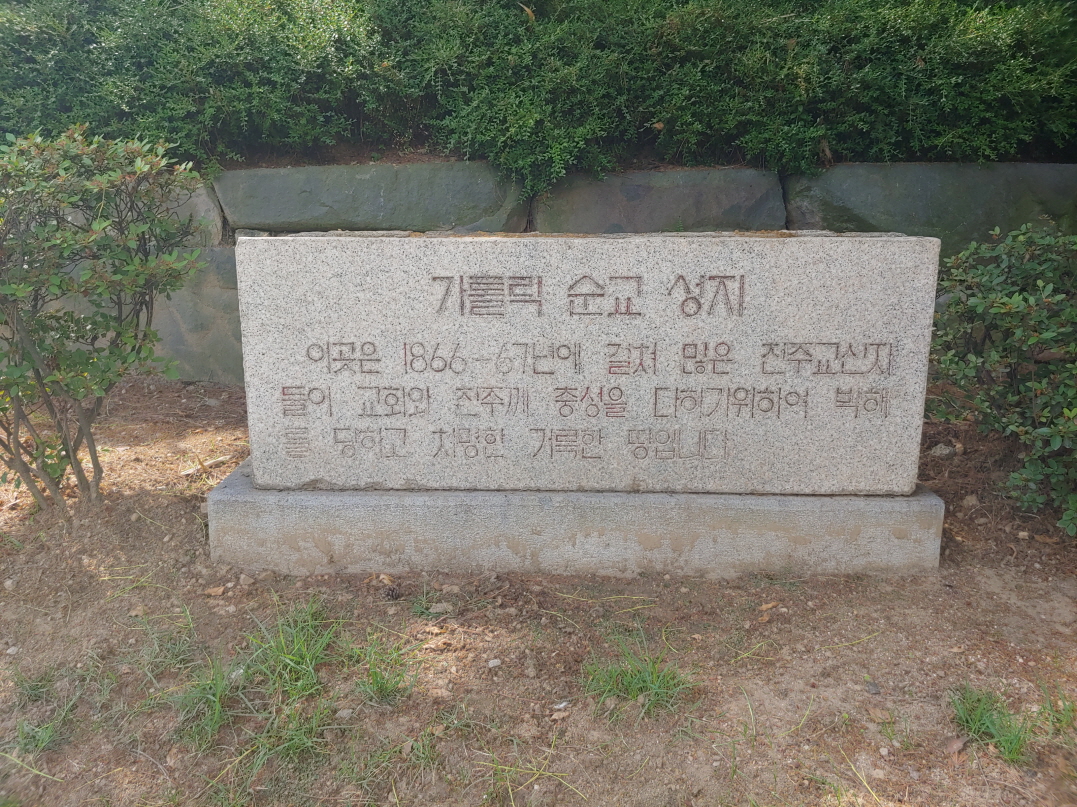 가톨릭 순교 성지
이곳은 1866-67년에 걸쳐 많은 천주교신자
들이 교회와 천주께 충성을 다하기위하여 박해
를 당하고 치명한 거룩한 땅입니다